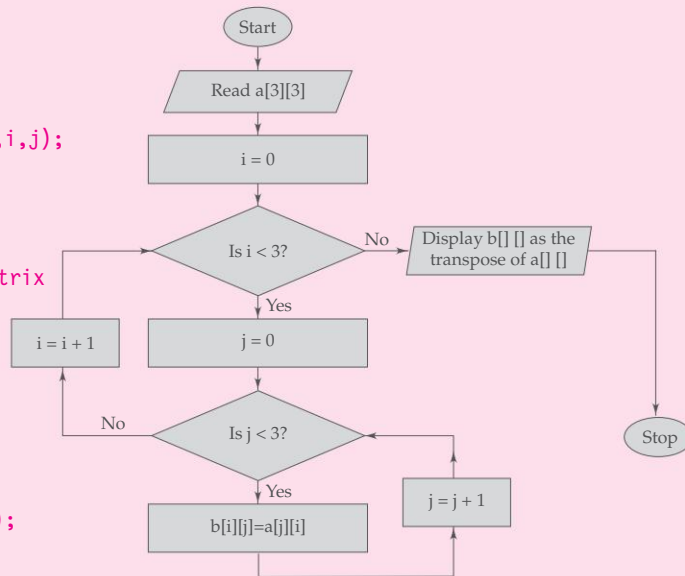 Start
Read a[3][3]
i,j);
i = 0
Is i < 3?
No
Display b[] [] as the
transpose of a[] []
trix
Yes
i = i + 1
j = 0
No
Is j < 3?
Stop
Yes
j = j + 1
b[i][j]=a[j][i]
);